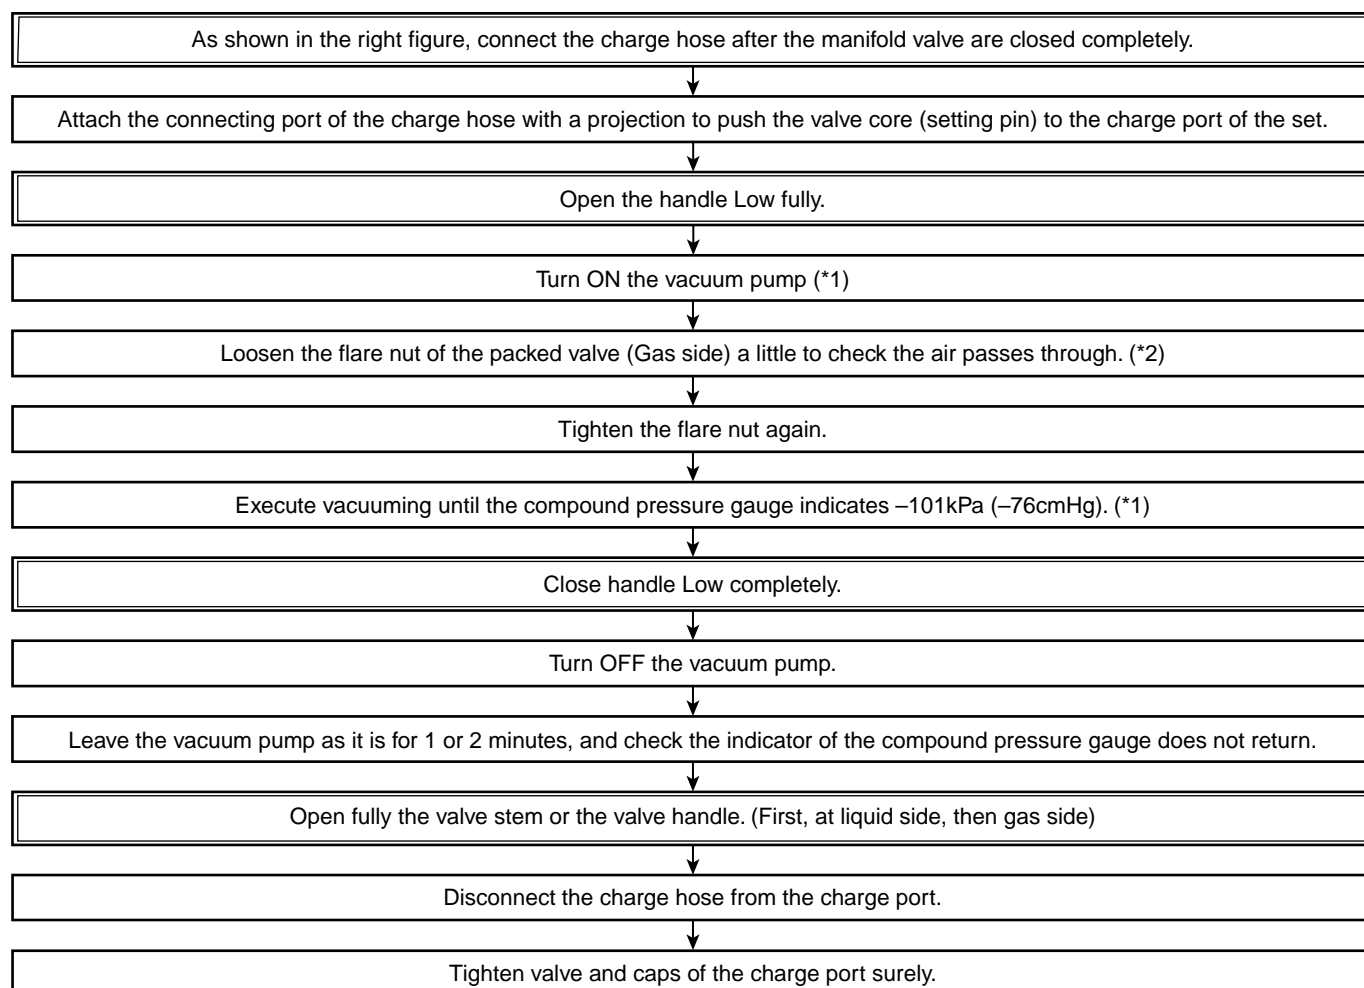 As shown in the right figure, connect the charge hose after the manifold valve are closed completely.
Attach the connecting port of the charge hose with a projection to push the valve core (setting pin) to the charge port of the set.
Open the handle Low fully.
Turn ON the vacuum pump (*1)
Loosen the flare nut of the packed valve (Gas side) a little to check the air passes through. (*2)
Tighten the flare nut again.
Execute vacuuming until the compound pressure gauge indicates –101kPa (–76cmHg). (*1)
Close handle Low completely.
Turn OFF the vacuum pump.
Leave the vacuum pump as it is for 1 or 2 minutes, and check the indicator of the compound pressure gauge does not return.
Open fully the valve stem or the valve handle. (First, at liquid side, then gas side)
Disconnect the charge hose from the charge port.
Tighten valve and caps of the charge port surely.